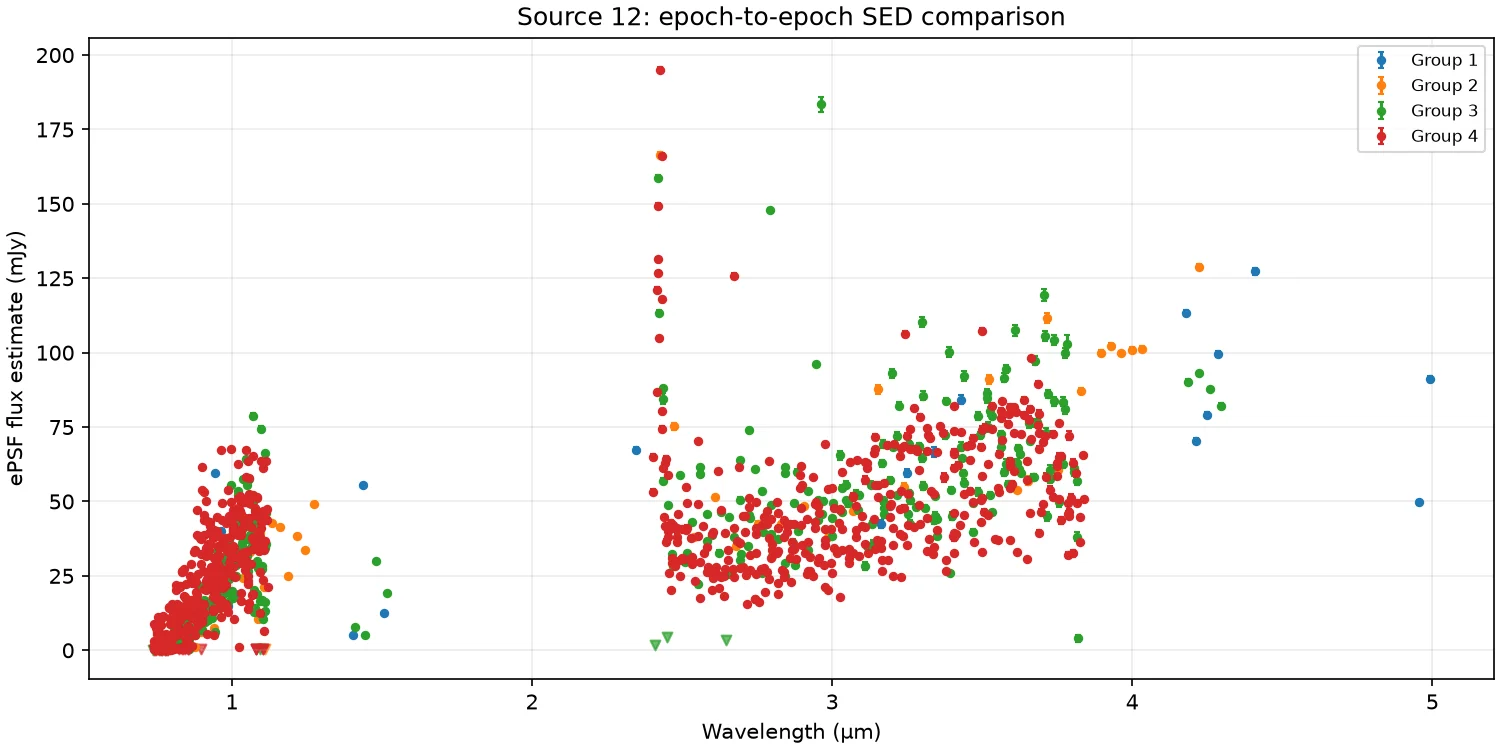 Source 12: epoch-to-epoch SED comparison
200
175
150
125
100
75
50
25
0
ePSF flux estimate (mJy)
Group 1
Group 2
Group 3
Group 4
1
2
3
4
5
Wavelength (μm)